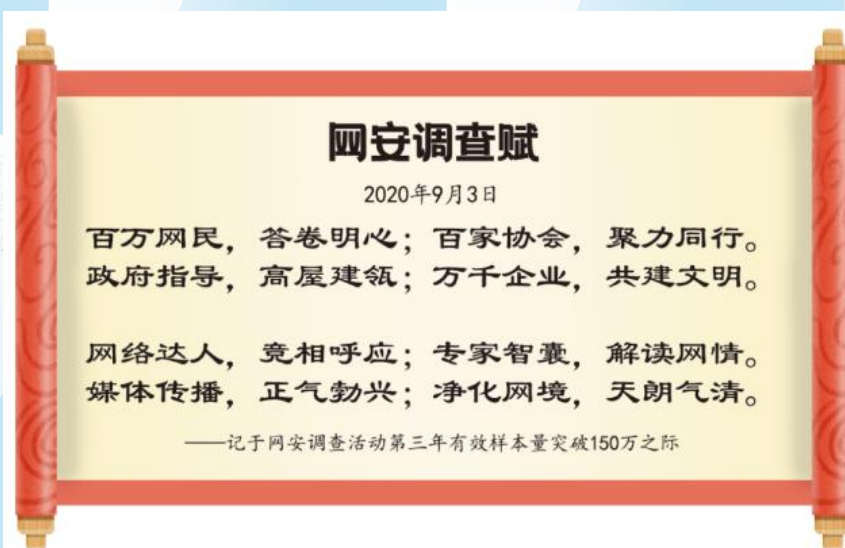 网安调查赋
2020年9月3日
百万网民，答卷明心；百家协会，聚力同行。
政府指导，高屋建瓴；万千企业，共建文明。
网络达人，竞相呼应；专家智囊，解读网情。
媒体传播，正气勃兴；净化网境，天朗气清。
——记于网安调查活动第三年有效样本量突破150万之际